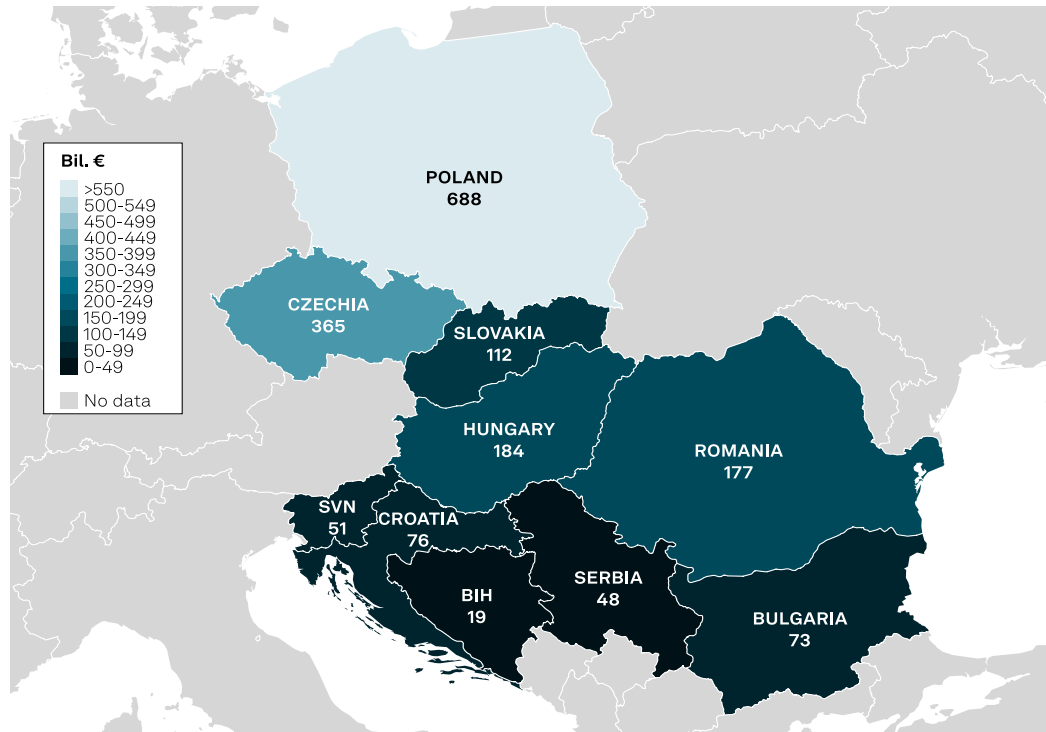 Bil. €
>550
500-549
450-499
400-449
350-399
300-349
250-299
200-249
150-199
100-149
50-99
0-49
No data
POLAND
688
CZECHIA
365
SLOVAKIA
112
HUNGARY
184
ROMANIA
177
SVN
51
CROATIA
76
BIH
19
SERBIA
48
BULGARIA
73